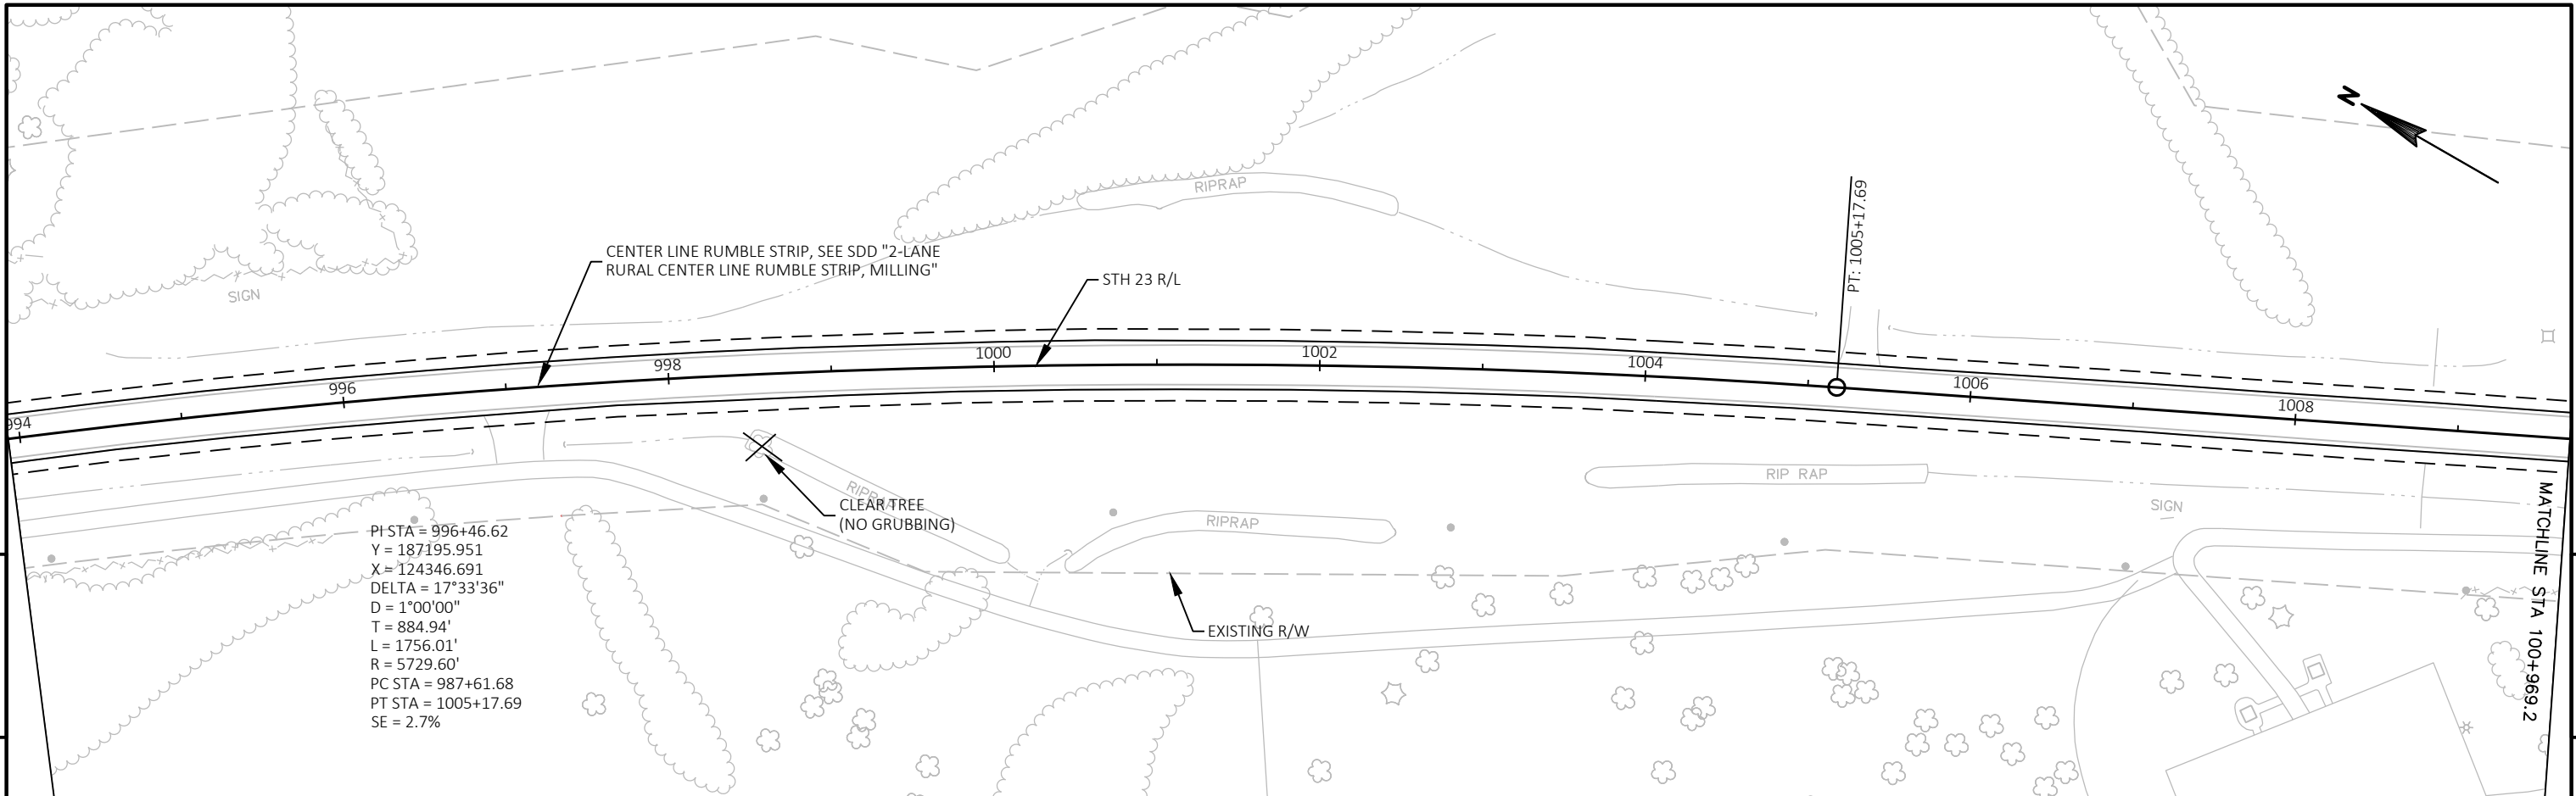 N
RIPRAP
PT: 1005+17.69
CENTER LINE RUMBLE STRIP, SEE SDD "2-LANE
RURAL CENTER LINE RUMBLE STRIP, MILLING"
STH 23 R/L
SIGN
994
996
998
1000
1002
1004
1006
1008
RIPRAP
CLEAR TREE
(NO GRUBBING)
RIPRAP
RIP RAP
SIGN
MATCHLINE STA 100+969.2
PI STA = 996+46.62
Y = 187195.951
X = 124346.691
DELTA = 17°33'36"
D = 1°00'00"
T = 884.94'
L = 1756.01'
R = 5729.60'
PC STA = 987+61.68
PT STA = 1005+17.69
SE = 2.7%
EXISTING R/W